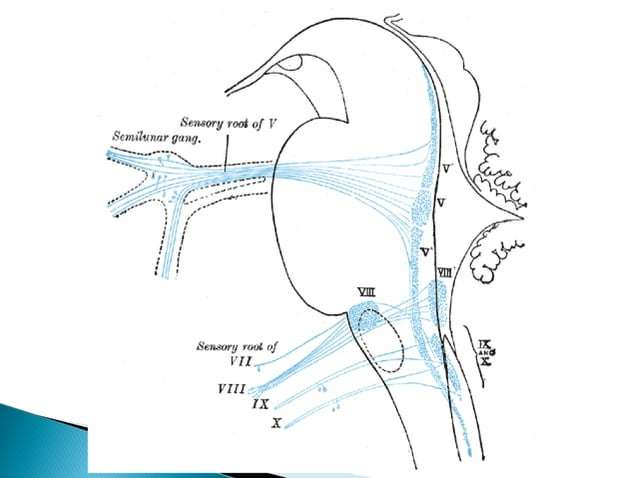 Sensory root of V
Semilunar gang.
V'
V
V'
VIII
VIII'
Sensory root of
VII
VIII
IX
X
IX
AND
X